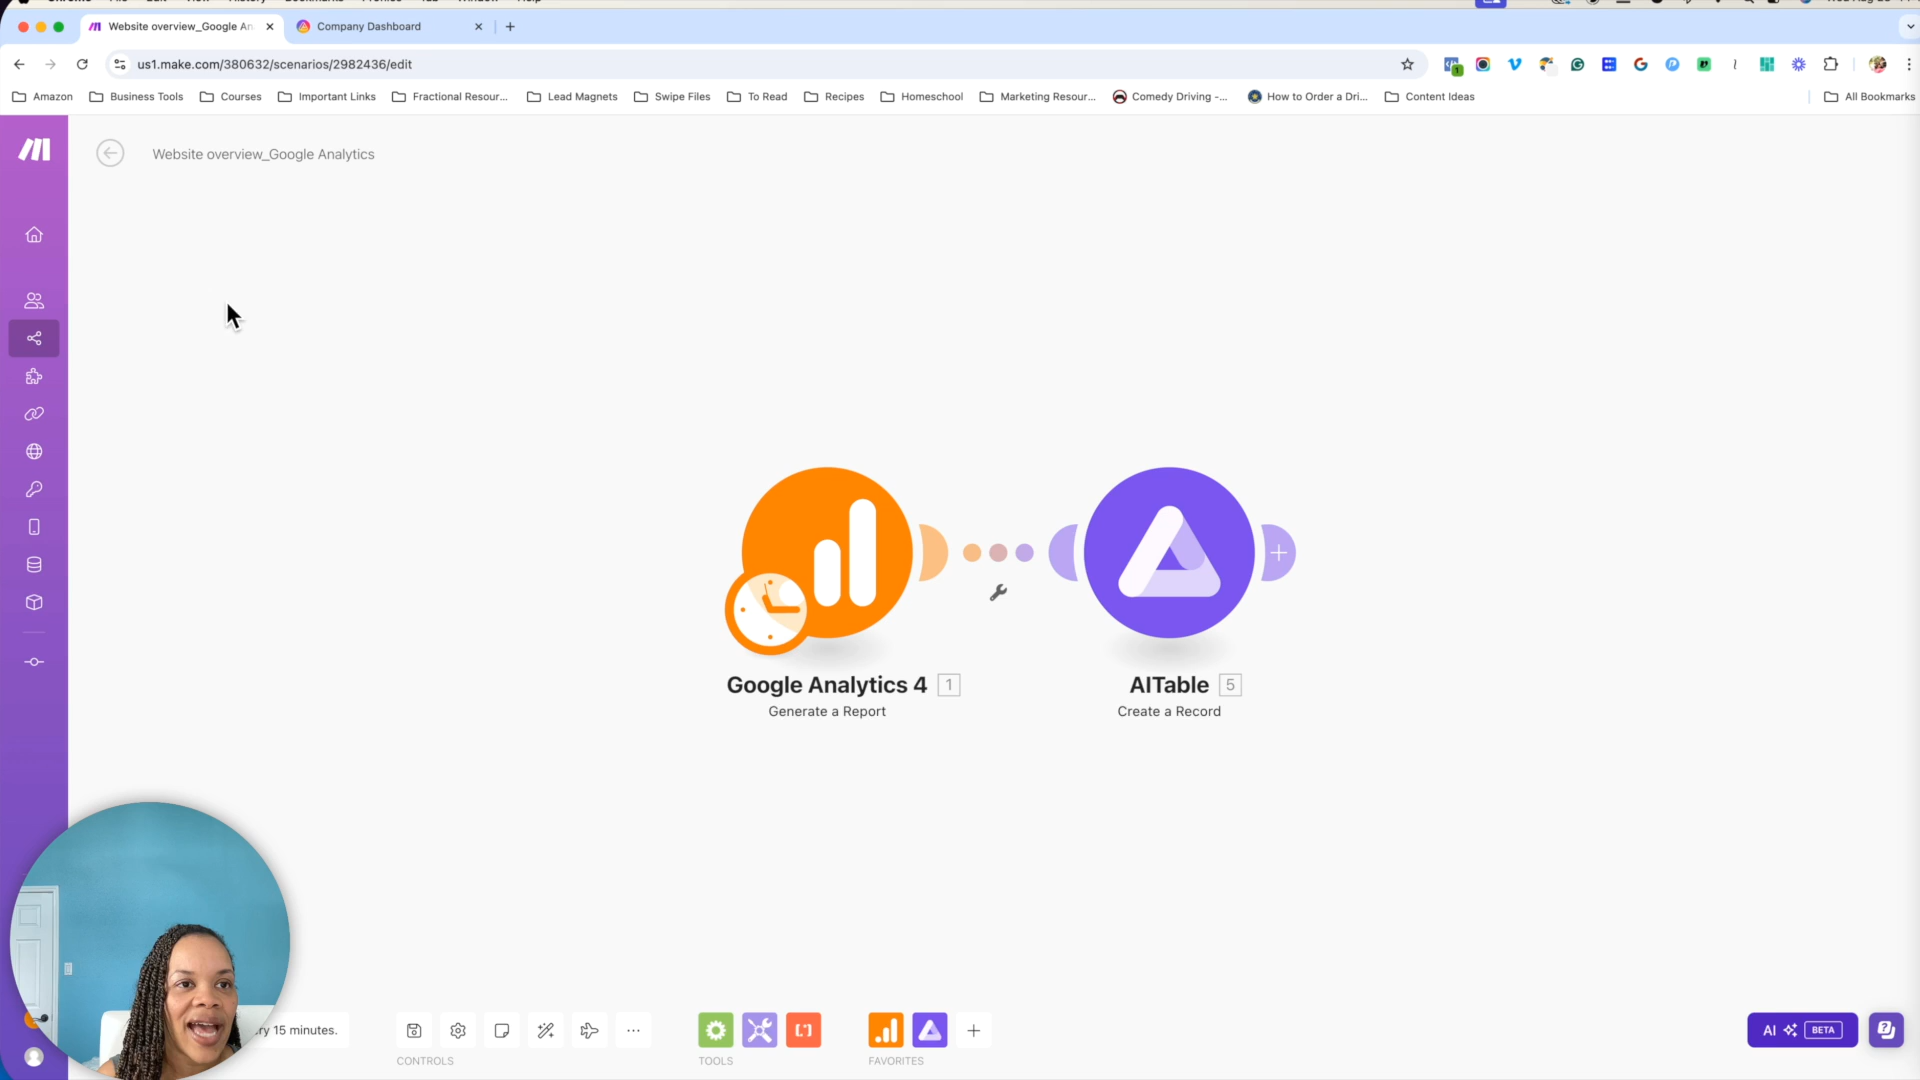 Website overview_Google An
Company Dashboard
us1.make.com/380632/scenarios/2982436/edit
Amazon
Business Tools
Courses
Important Links
Fractional Resour...
Lead Magnets
Swipe Files
To Read
Recipes
Homeschool
Marketing Resour...
Comedy Driving -...
How to Order a Dri...
Content Ideas
All Bookmarks
Website overview_Google Analytics
Google Analytics 4 1
Generate a Report
AITable 5
Create a Record
ry 15 minutes.
CONTROLS
TOOLS
FAVORITES
AI BETA